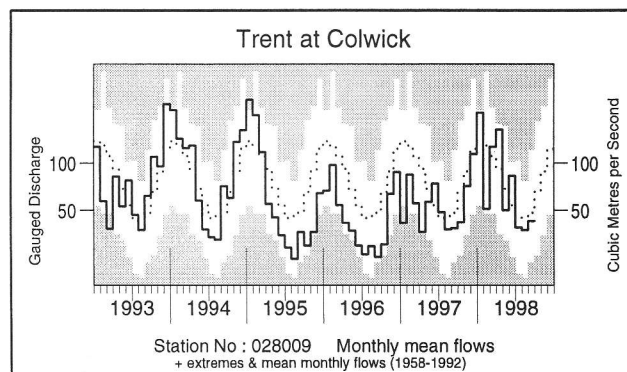 Trent at Colwick
Gauged Discharge
100
50
100
50
Cubic Metres per Second
1993 1994 1995 1996 1997 1998
Station No : 028009 Monthly mean flows
+ extremes & mean monthly flows (1958-1992)